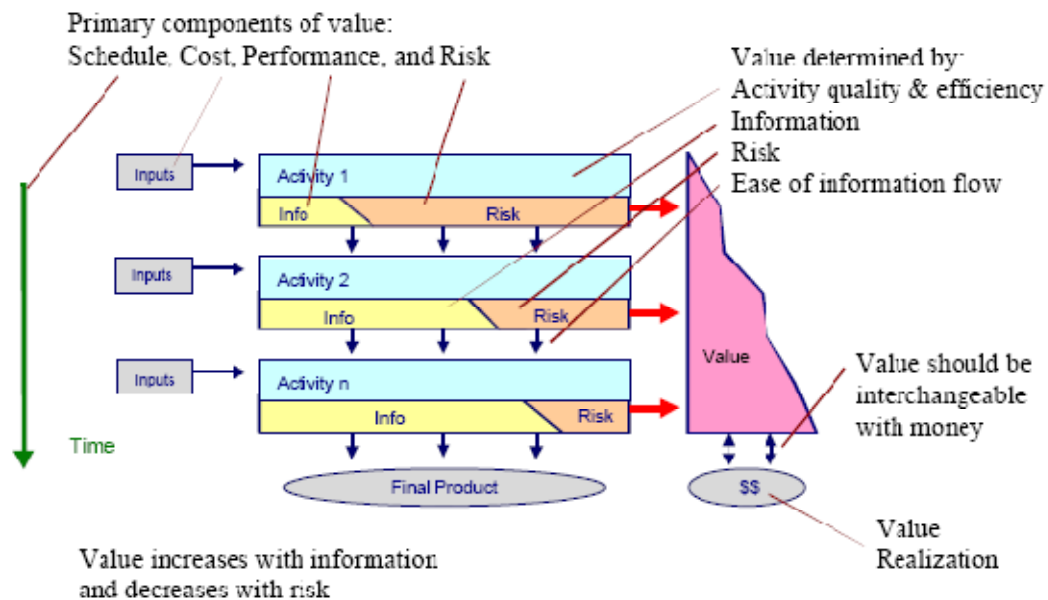 Primary components of value:
Schedule, Cost, Performance, and Risk
Value determined by:
Activity quality & efficiency
Information
Risk
Ease of information flow
Inputs
Activity 1
Info
Risk
Inputs
Activity 2
Info
Risk
Inputs
Activity n
Info
Risk
Value
Value should be
interchangeable
with money
Time
Final Product
$$
Value
Realization
Value increases with information
and decreases with risk